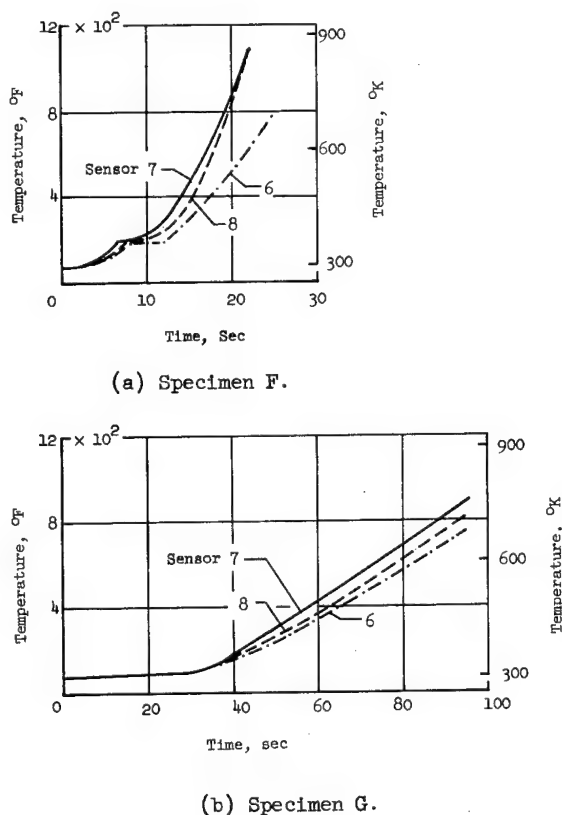 12 × 10²
Temperature, °F
8
4
0
Sensor 7
6
8
900
600
300
Temperature, °K
0 10 20 30
Time, Sec
(a) Specimen F.
12 × 10²
Temperature, °F
8
4
0
Sensor 7
8
6
900
600
300
Temperature, °K
0 20 40 60 80 100
Time, sec
(b) Specimen G.